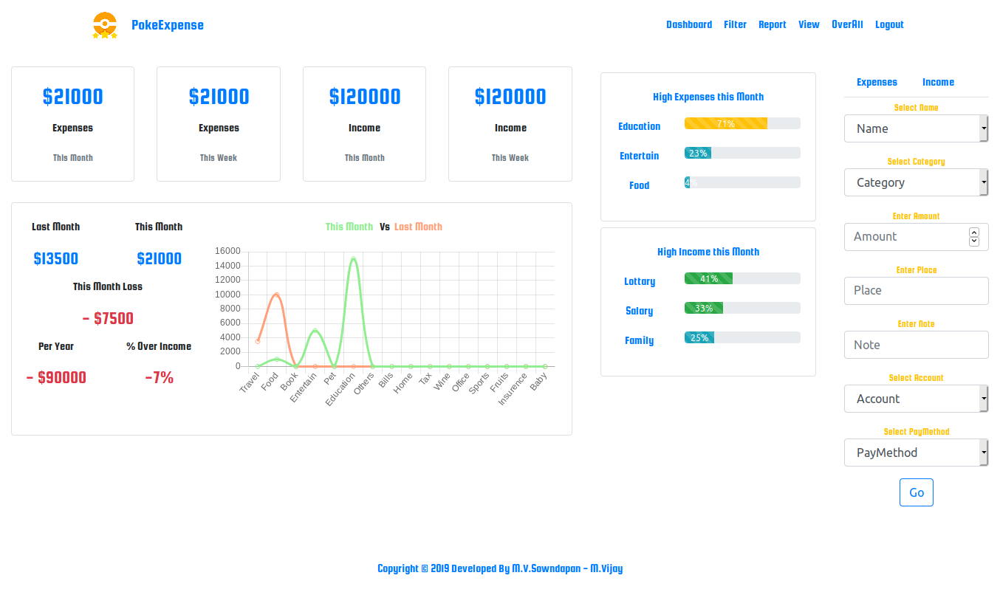 PokeExpense
Dashboard Filter Report View OverAll Logout
$21000
Expenses
This Month
$21000
Expenses
This Week
$120000
Income
This Month
$120000
Income
This Week
Last Month
$13500
This Month
$21000
This Month Loss
- $7500
Per Year
- $90000
% Over Income
-7%
This Month Vs Last Month
16000
14000
12000
10000
8000
6000
4000
2000
0
Travel
Food
Book
Entertain
Pet
Education
Others
Bills
Home
Tax
Wine
Office
Sports
Fruits
Insurence
Baby
High Expenses this Month
Education 71%
Entertain 23%
Food 4%
High Income this Month
Lottary 41%
Salary 33%
Family 25%
Expenses Income
Select Name
Name
Select Category
Category
Enter Amount
Amount
Enter Place
Place
Enter Note
Note
Select Account
Account
Select PayMethod
PayMethod
Go
Copyright © 2019 Developed By M.V.Sowndapan - M.Vijay